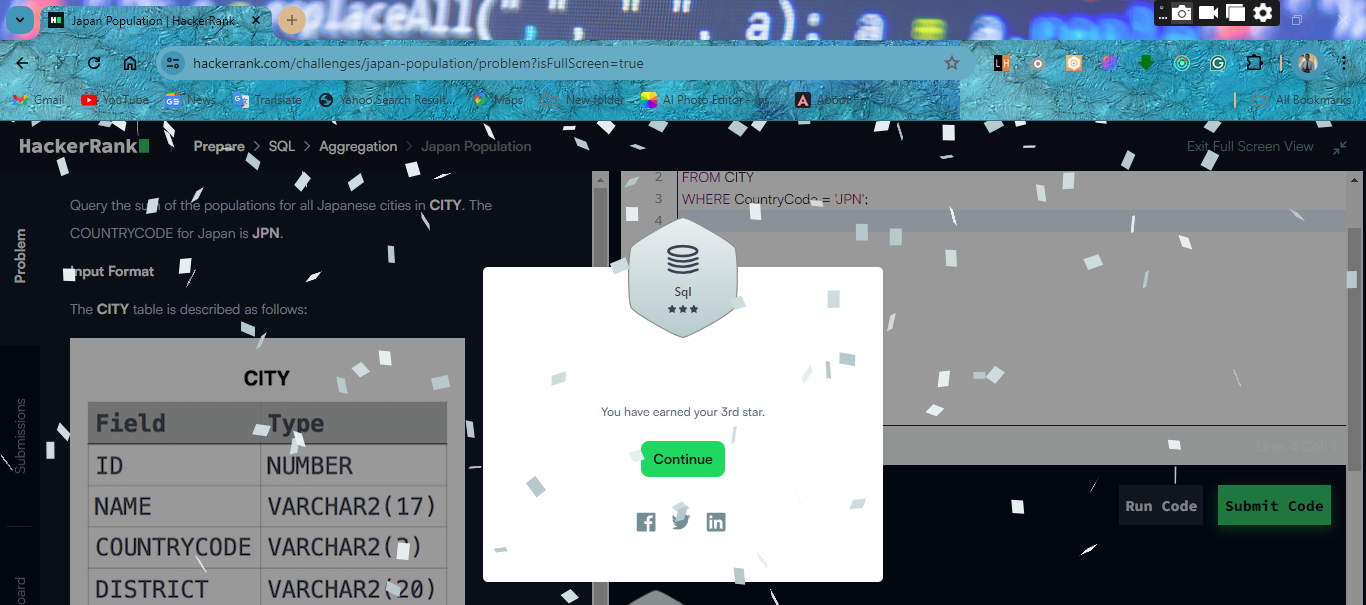 placeAll(" ", " a); a a
Japan Population | HackerRank
hackerrank.com/challenges/japan-population/problem?isFullScreen=true
Gmail YouTube News Translate Yahoo Search Result... Maps New folder AI Photo Editor - Ins... About All Bookmarks
HackerRank
Prepare > SQL > Aggregation > Japan Population
Exit Full Screen View
Problem
Submissions
oard
Query the sum of the populations for all Japanese cities in CITY. The
COUNTRYCODE for Japan is JPN.
Input Format
The CITY table is described as follows:
CITY
Field Type
ID NUMBER
NAME VARCHAR2(17)
COUNTRYCODE VARCHAR2(3)
DISTRICT VARCHAR2(20)
2 FROM CITY
3 WHERE CountryCode = 'JPN';
4
Line: 4 Col: 1
Run Code Submit Code
Sql
You have earned your 3rd star.
Continue